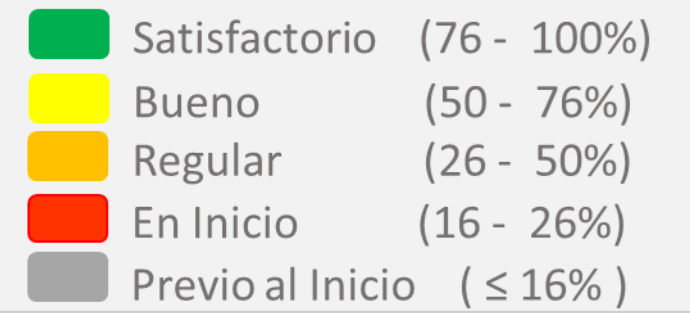 Satisfactorio (76 - 100%)
Bueno (50 - 76%)
Regular (26 - 50%)
En Inicio (16 - 26%)
Previo al Inicio ( ≤ 16% )